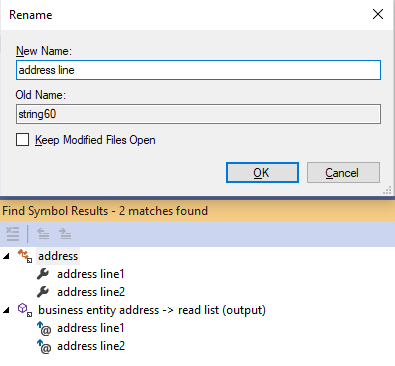 Rename
New Name:
address line
Old Name:
string60
Keep Modified Files Open
OK
Cancel
Find Symbol Results - 2 matches found
address
address line1
address line2
business entity address -> read list (output)
address line1
address line2